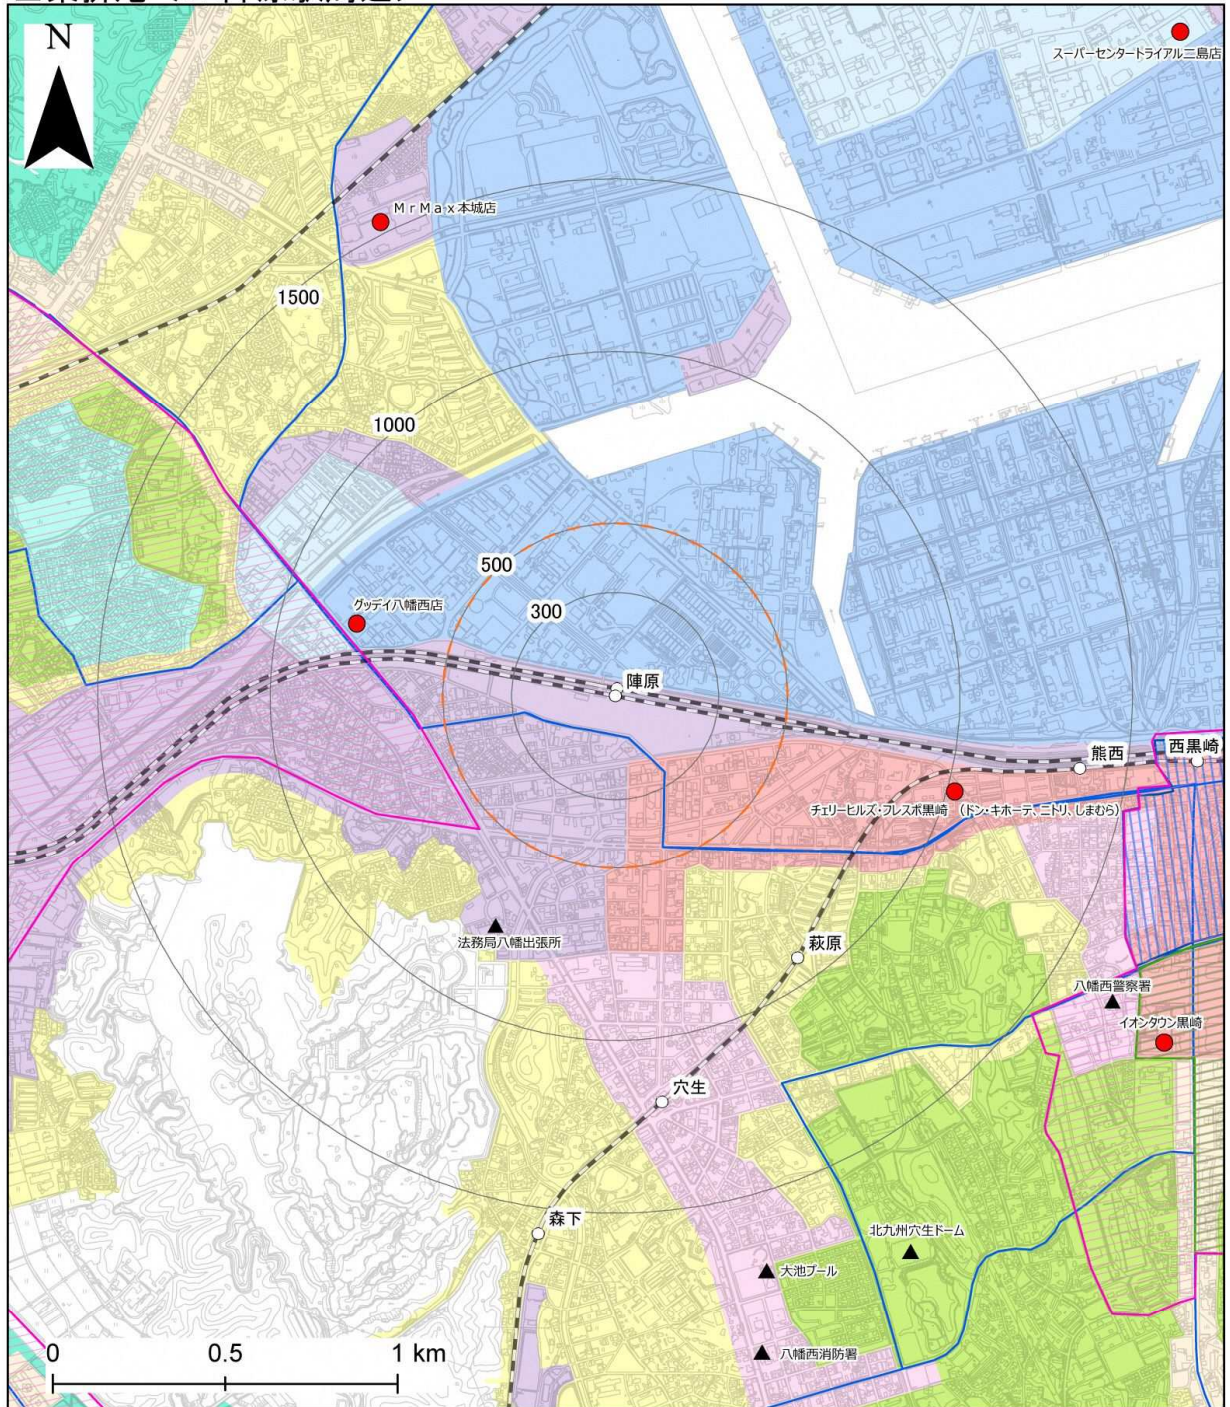 N
スーパーセンタートライアル二島店
ＭｒＭａｘ本城店
1500
1000
500
グッデイ八幡西店
300
陣原
熊西
西黒崎
チェリーヒルズ・フレスポ黒崎 （ドン・キホーテ、ニトリ、しまむら）
法務局八幡出張所
萩原
八幡西警察署
イオンタウン黒崎
穴生
森下
北九州穴生ドーム
大池プール
八幡西消防署
0 0.5 1 km